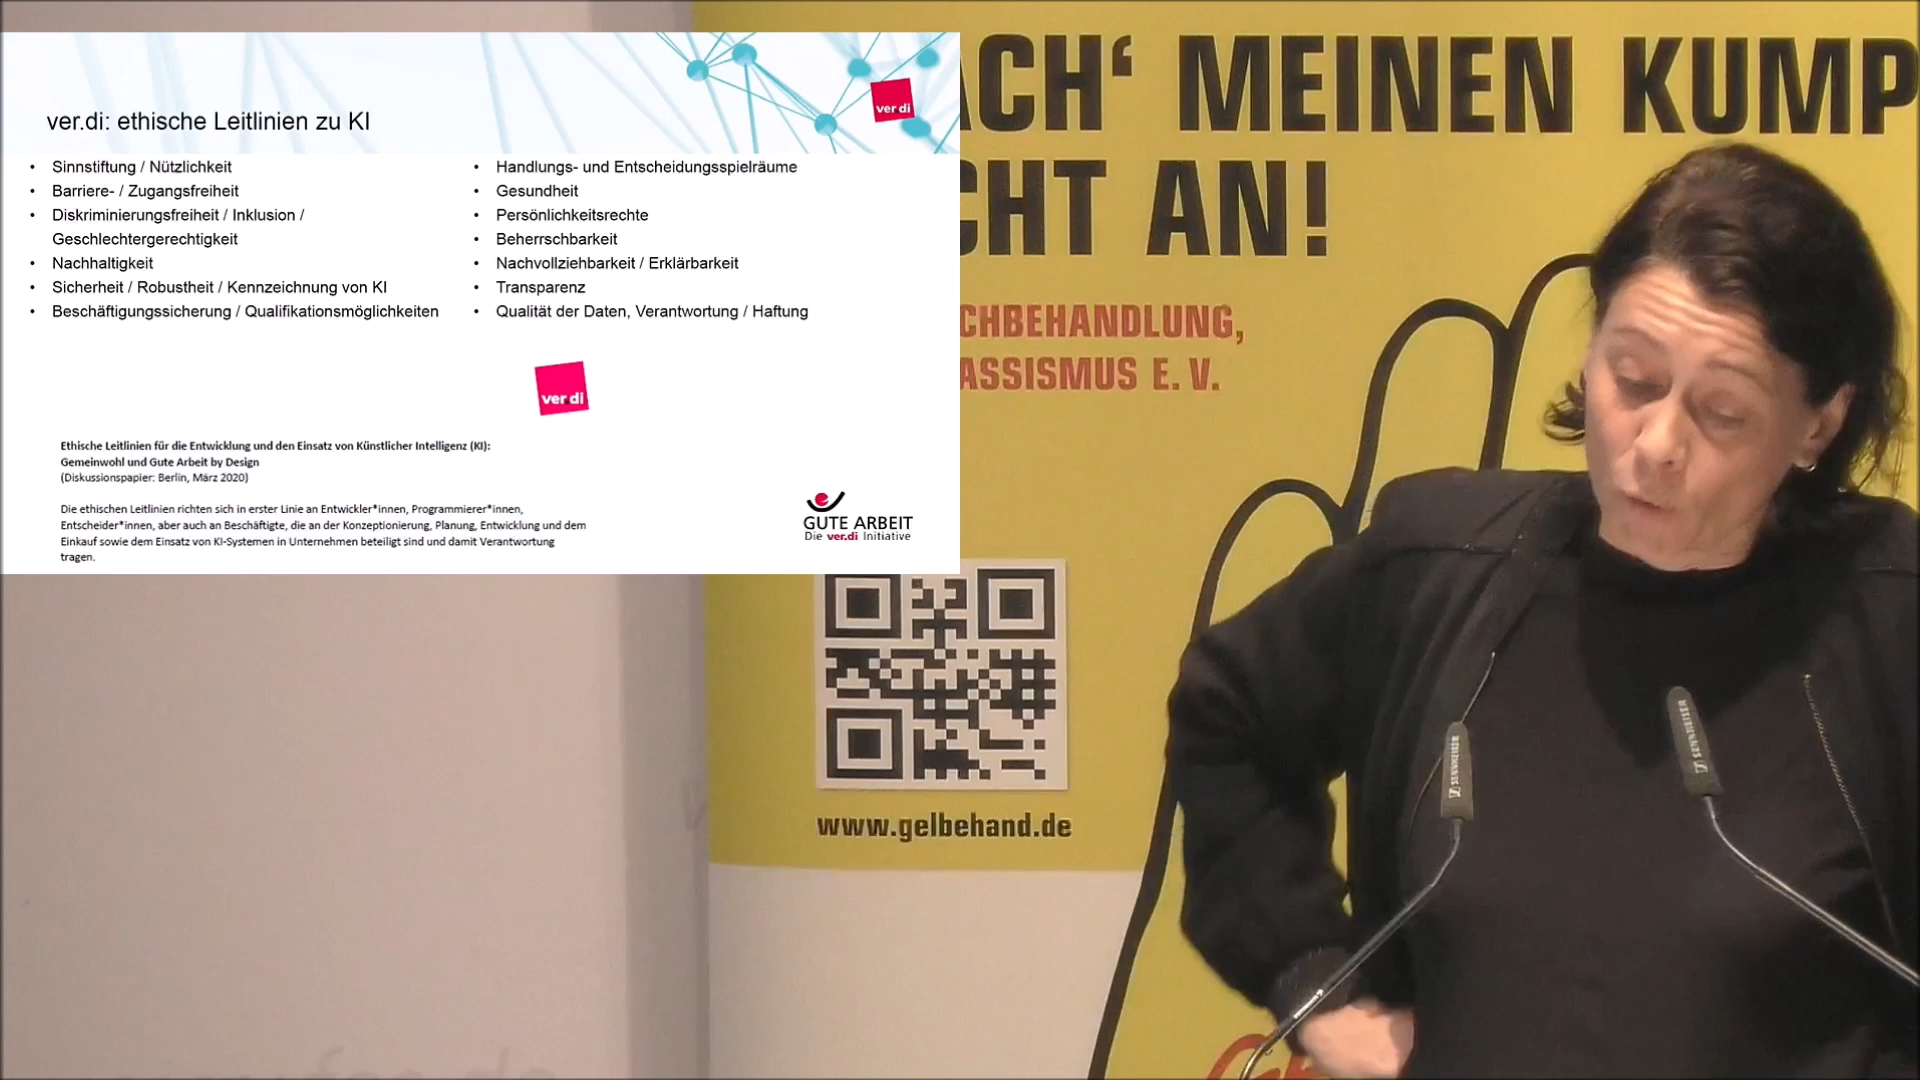 ver.di: ethische Leitlinien zu KI
ver di
• Sinnstiftung / Nützlichkeit
• Barriere- / Zugangsfreiheit
• Diskriminierungsfreiheit / Inklusion /
Geschlechtergerechtigkeit
• Nachhaltigkeit
• Sicherheit / Robustheit / Kennzeichnung von KI
• Beschäftigungssicherung / Qualifikationsmöglichkeiten
• Handlungs- und Entscheidungsspielräume
• Gesundheit
• Persönlichkeitsrechte
• Beherrschbarkeit
• Nachvollziehbarkeit / Erklärbarkeit
• Transparenz
• Qualität der Daten, Verantwortung / Haftung
ver.di
Ethische Leitlinien für die Entwicklung und den Einsatz von Künstlicher Intelligenz (KI):
Gemeinwohl und Gute Arbeit by Design
(Diskussionspapier: Berlin, März 2020)
Die ethischen Leitlinien richten sich in erster Linie an Entwickler*innen, Programmierer*innen,
Entscheider*innen, aber auch an Beschäftigte, die an der Konzeptionierung, Planung, Entwicklung und dem
Einkauf sowie dem Einsatz von KI-Systemen in Unternehmen beteiligt sind und damit Verantwortung
tragen.
GUTE ARBEIT
Die ver.di Initiative
ACH‘ MEINEN KUMP
CHT AN!
CHBEHANDLUNG,
ASSISMUS E. V.
www.gelbehand.de
SENNHEISER
SENNHEISER